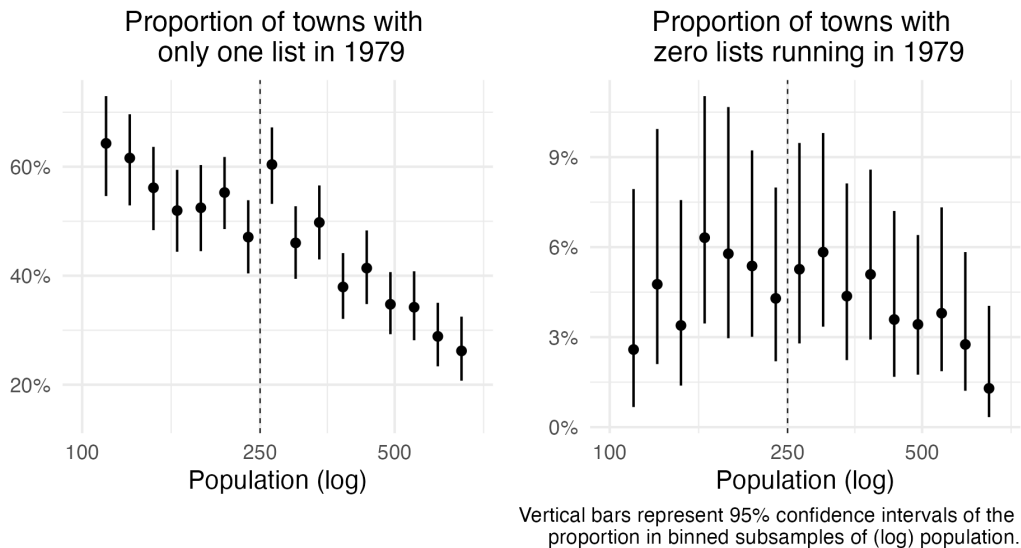 Proportion of towns with
only one list in 1979
60%
40%
20%
100
250
500
Population (log)
Proportion of towns with
zero lists running in 1979
9%
6%
3%
0%
100
250
500
Population (log)
Vertical bars represent 95% confidence intervals of the
proportion in binned subsamples of (log) population.